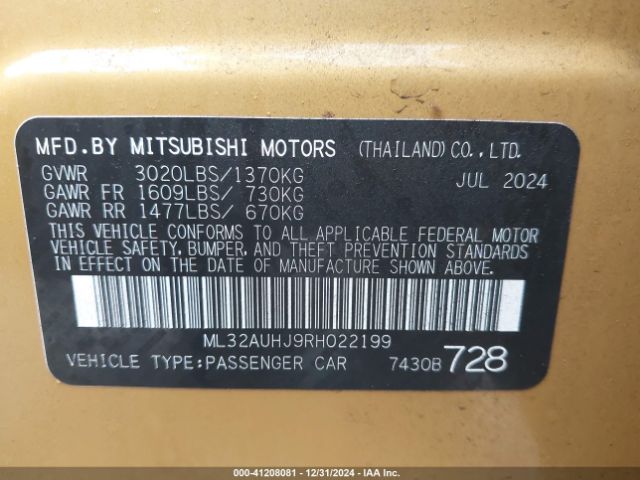 MFD.BY MITSUBISHI MOTORS (THAILAND) CO.,LTD.
GVWR 3020LBS/1370KG JUL 2024
GAWR FR 1609LBS/ 730KG
GAWR RR 1477LBS/ 670KG
THIS VEHICLE CONFORMS TO ALL APPLICABLE FEDERAL MOTOR
VEHICLE SAFETY, BUMPER, AND THEFT PREVENTION STANDARDS
IN EFFECT ON THE DATE OF MANUFACTURE SHOWN ABOVE.
ML32AUHJ9RH022199
VEHICLE TYPE:PASSENGER CAR 7430B 728
000-41208081 - 12/31/2024 - IAAI.com